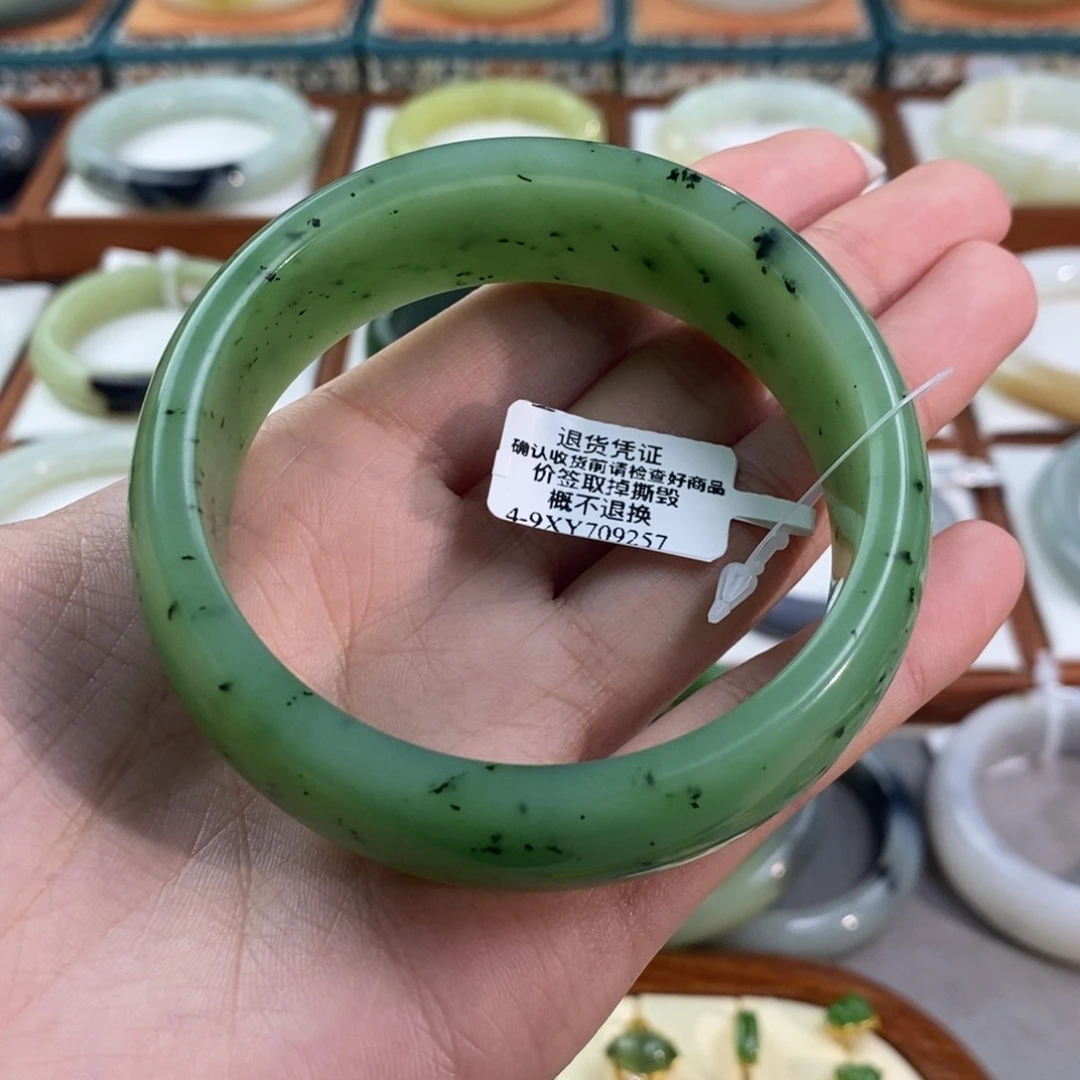 退货凭证
确认收货前请检查好商品
价签取掉撕毁
概不退换
4-9XY709257